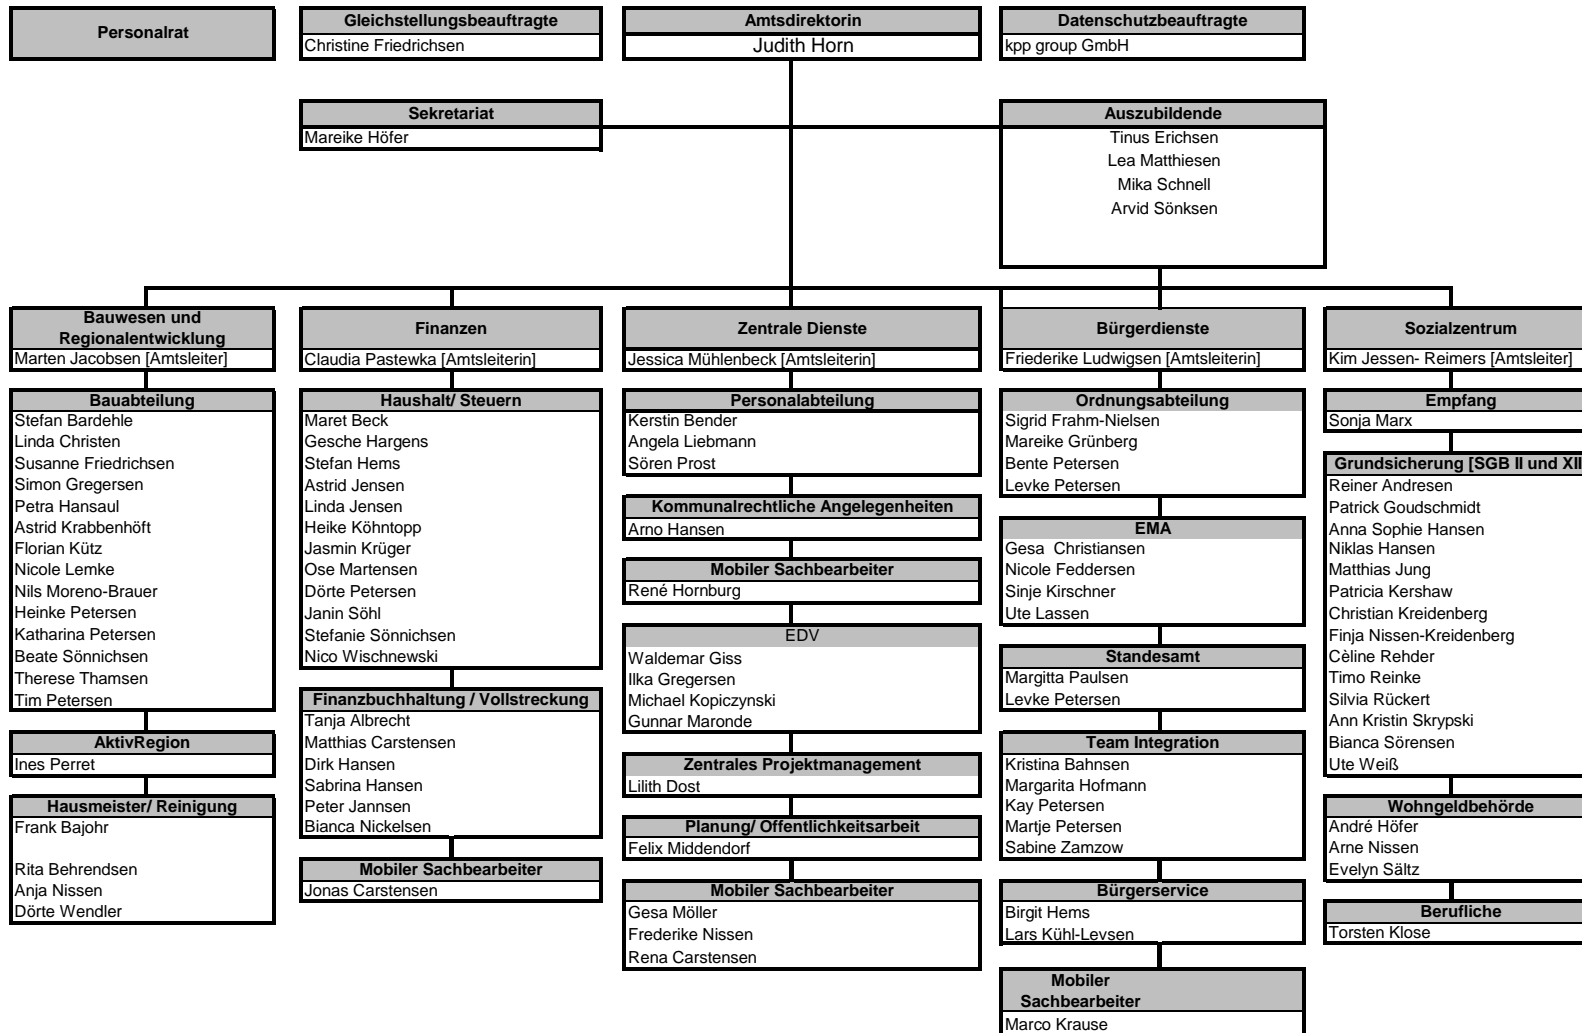 Personalrat
Gleichstellungsbeauftragte
Christine Friedrichsen
Amtsdirektorin
Judith Horn
Datenschutzbeauftragte
kpp group GmbH
Sekretariat
Mareike Höfer
Auszubildende
Tinus Erichsen
Lea Matthiesen
Mika Schnell
Arvid Sönksen
Bauwesen und
Regionalentwicklung
Marten Jacobsen [Amtsleiter]
Bauabteilung
Stefan Bardehle
Linda Christen
Susanne Friedrichsen
Simon Gregersen
Petra Hansaul
Astrid Krabbenhöft
Florian Kütz
Nicole Lemke
Nils Moreno-Brauer
Heinke Petersen
Katharina Petersen
Beate Sönnichsen
Therese Thamsen
Tim Petersen
AktivRegion
Ines Perret
Hausmeister/ Reinigung
Frank Bajohr
Rita Behrendsen
Anja Nissen
Dörte Wendler
Finanzen
Claudia Pastewka [Amtsleiterin]
Haushalt/ Steuern
Maret Beck
Gesche Hargens
Stefan Hems
Astrid Jensen
Linda Jensen
Heike Köhntopp
Jasmin Krüger
Ose Martensen
Dörte Petersen
Janin Söhl
Stefanie Sönnichsen
Nico Wischnewski
Finanzbuchhaltung / Vollstreckung
Tanja Albrecht
Matthias Carstensen
Dirk Hansen
Sabrina Hansen
Peter Jannsen
Bianca Nickelsen
Mobiler Sachbearbeiter
Jonas Carstensen
Zentrale Dienste
Jessica Mühlenbeck [Amtsleiterin]
Personalabteilung
Kerstin Bender
Angela Liebmann
Sören Prost
Kommunalrechtliche Angelegenheiten
Arno Hansen
Mobiler Sachbearbeiter
René Hornburg
EDV
Waldemar Giss
Ilka Gregersen
Michael Kopiczynski
Gunnar Maronde
Zentrales Projektmanagement
Lilith Dost
Planung/ Öffentlichkeitsarbeit
Felix Middendorf
Mobiler Sachbearbeiter
Gesa Möller
Frederike Nissen
Rena Carstensen
Bürgerdienste
Friederike Ludwigsen [Amtsleiterin]
Ordnungsabteilung
Sigrid Frahm-Nielsen
Mareike Grünberg
Bente Petersen
Levke Petersen
EMA
Gesa  Christiansen
Nicole Feddersen
Sinje Kirschner
Ute Lassen
Standesamt
Margitta Paulsen
Levke Petersen
Team Integration
Kristina Bahnsen
Margarita Hofmann
Kay Petersen
Martje Petersen
Sabine Zamzow
Bürgerservice
Birgit Hems
Lars Kühl-Levsen
Mobiler
Sachbearbeiter
Marco Krause
Sozialzentrum
Kim Jessen- Reimers [Amtsleiter]
Empfang
Sonja Marx
Grundsicherung [SGB II und XII
Reiner Andresen
Patrick Goudschmidt
Anna Sophie Hansen
Niklas Hansen
Matthias Jung
Patricia Kershaw
Christian Kreidenberg
Finja Nissen-Kreidenberg
Cèline Rehder
Timo Reinke
Silvia Rückert
Ann Kristin Skrypski
Bianca Sörensen
Ute Weiß
Wohngeldbehörde
André Höfer
Arne Nissen
Evelyn Sältz
Berufliche
Torsten Klose